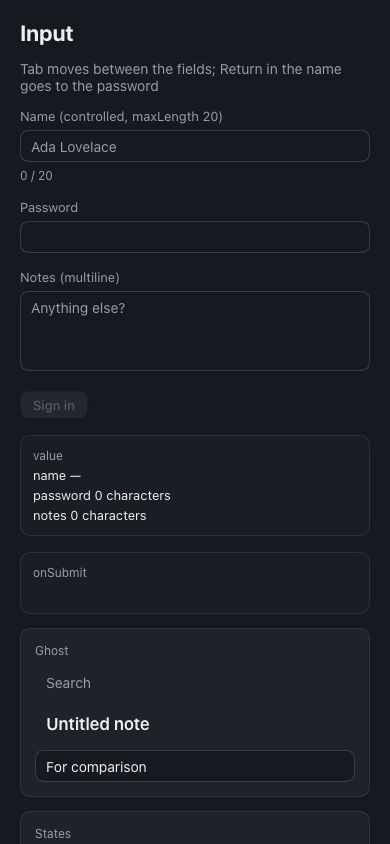 Input
Tab moves between the fields; Return in the name
goes to the password
Name (controlled, maxLength 20)
Ada Lovelace
0 / 20
Password
Notes (multiline)
Anything else?
Sign in
value
name —
password 0 characters
notes 0 characters
onSubmit
Ghost
Search
Untitled note
For comparison
States